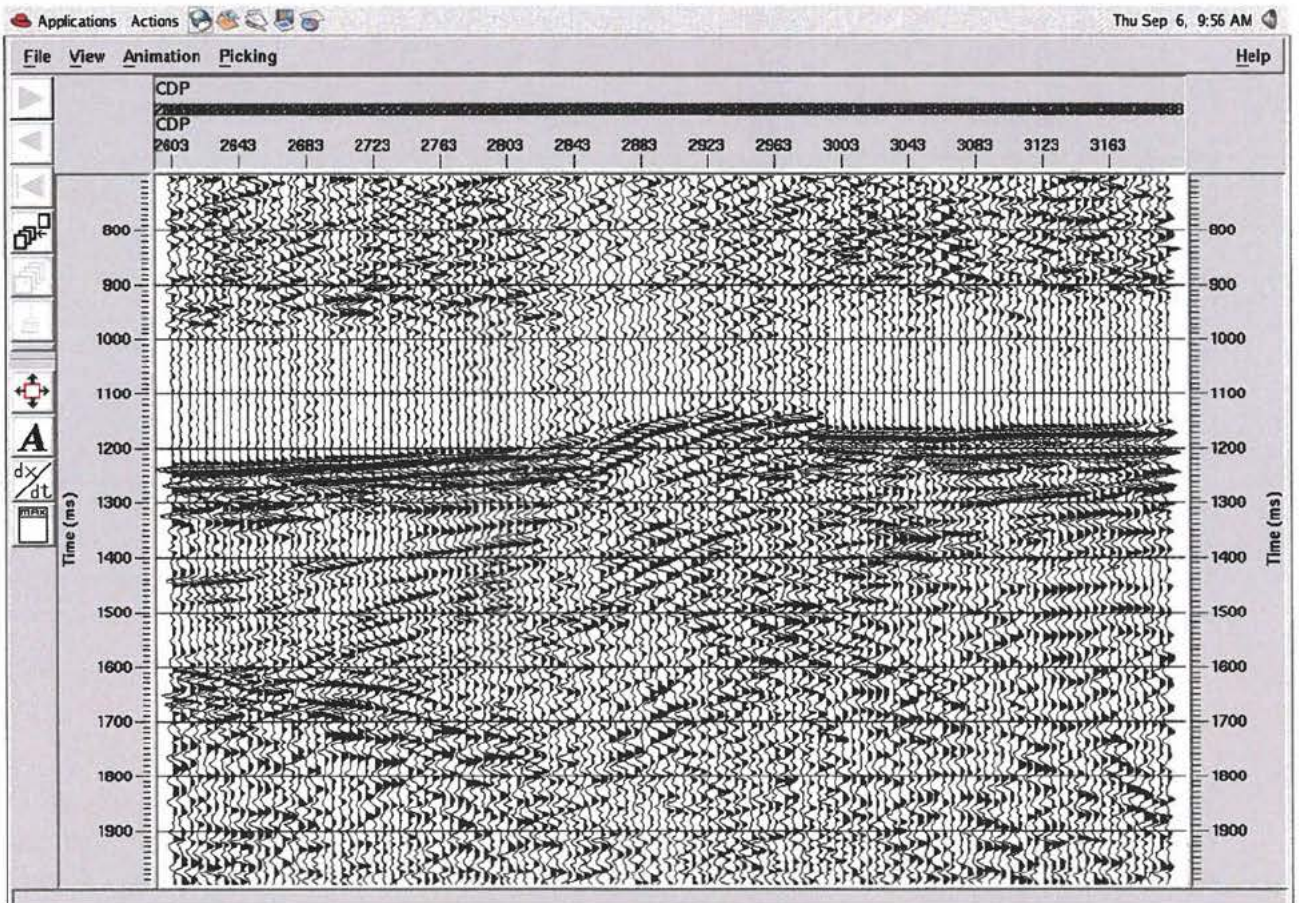 Applications Actions Thu Sep 6, 9:56 AM
File View Animation Picking Help
CDP
CDP
2603 2643 2683 2723 2763 2803 2843 2883 2923 2963 3003 3043 3083 3123 3163
800 800
900 900
1000 1000
1100 1100
A
1200 1200
dx/dt
1300 1300
max
Time (ms) Time (ms)
1400 1400
1500 1500
1600 1600
1700 1700
1800 1800
1900 1900